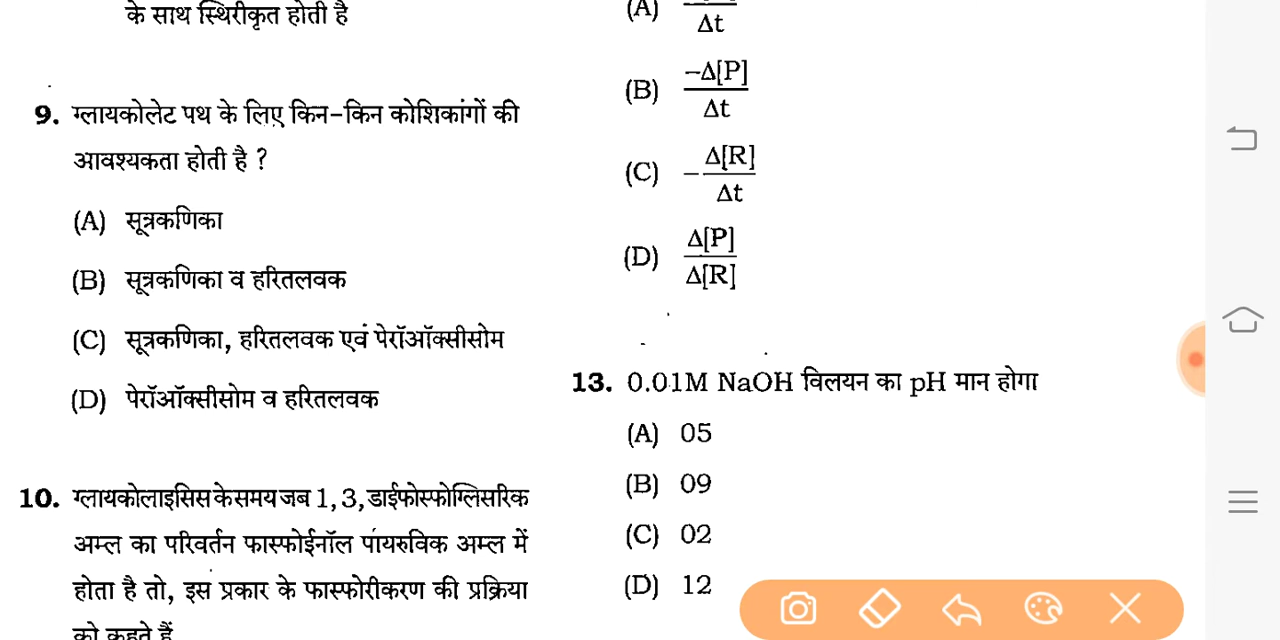 के साथ स्थिरीकृत होती है
9. ग्लायकोलेट पथ के लिए किन-किन कोशिकांगों की
आवश्यकता होती है ?
(A) सूत्रकणिका
(B) सूत्रकणिका व हरितलवक
(C) सूत्रकणिका, हरितलवक एवं पेरॉऑक्सीसोम
(D) पेरॉऑक्सीसोम व हरितलवक
10. ग्लायकोलाइसिस के समय जब 1, 3, डाईफोस्फोग्लिसरिक
अम्ल का परिवर्तन फास्फोईनॉल पायरुविक अम्ल में
होता है तो, इस प्रकार के फास्फोरीकरण की प्रक्रिया
को कहते हैं
(A)
Δt
(B) -Δ[P]
Δt
(C) - Δ[R]
Δt
(D) Δ[P]
Δ[R]
13. 0.01M NaOH विलयन का pH मान होगा
(A) 05
(B) 09
(C) 02
(D) 12